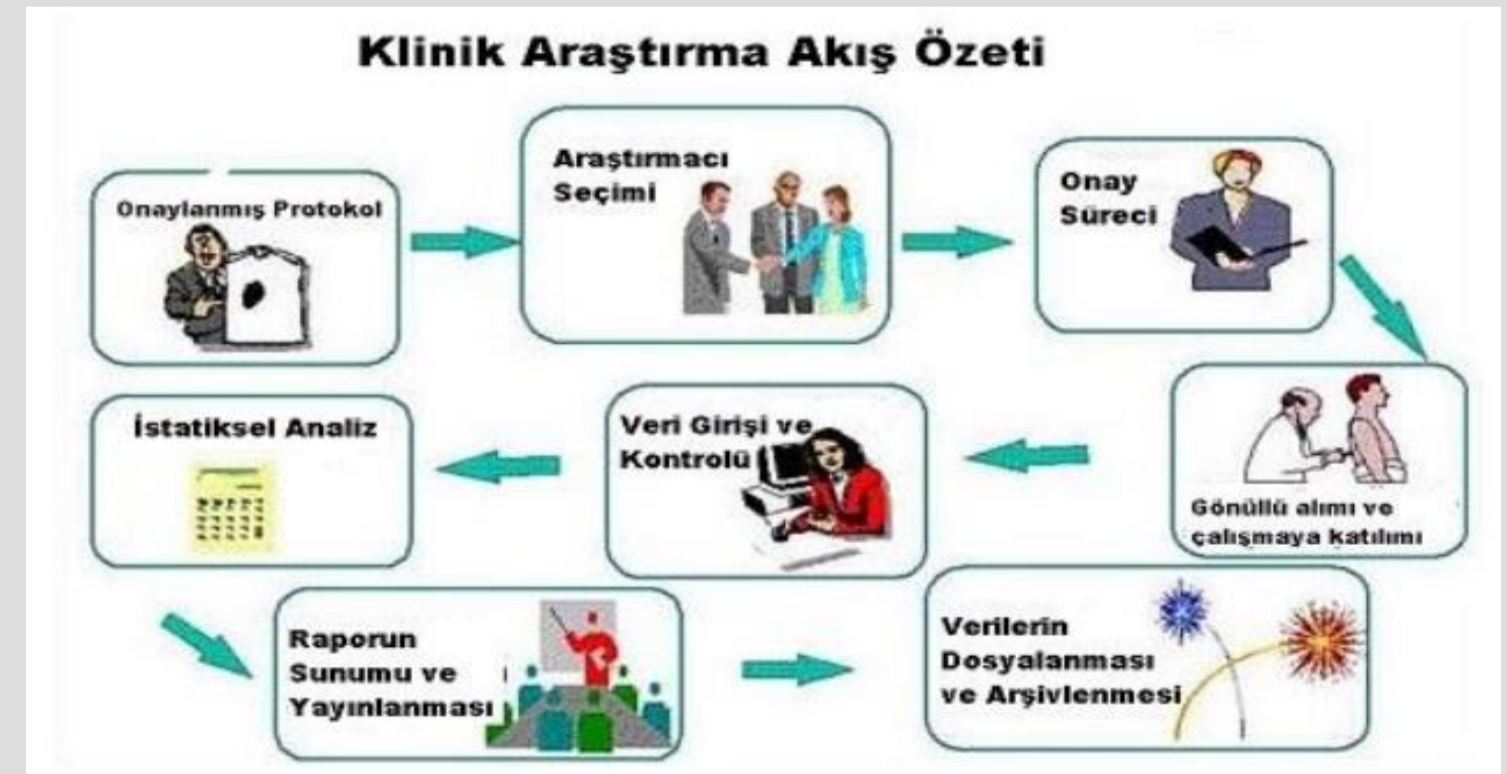 Klinik Araştırma Akış Özeti
Onaylanmış Protokol
Araştırmacı
Seçimi
Onay
Süreci
Gönüllü alımı ve
çalışmaya katılımı
Veri Girişi ve
Kontrolü
İstatiksel Analiz
Raporun
Sunumu ve
Yayınlanması
Verilerin
Dosyalanması
ve Arşivlenmesi